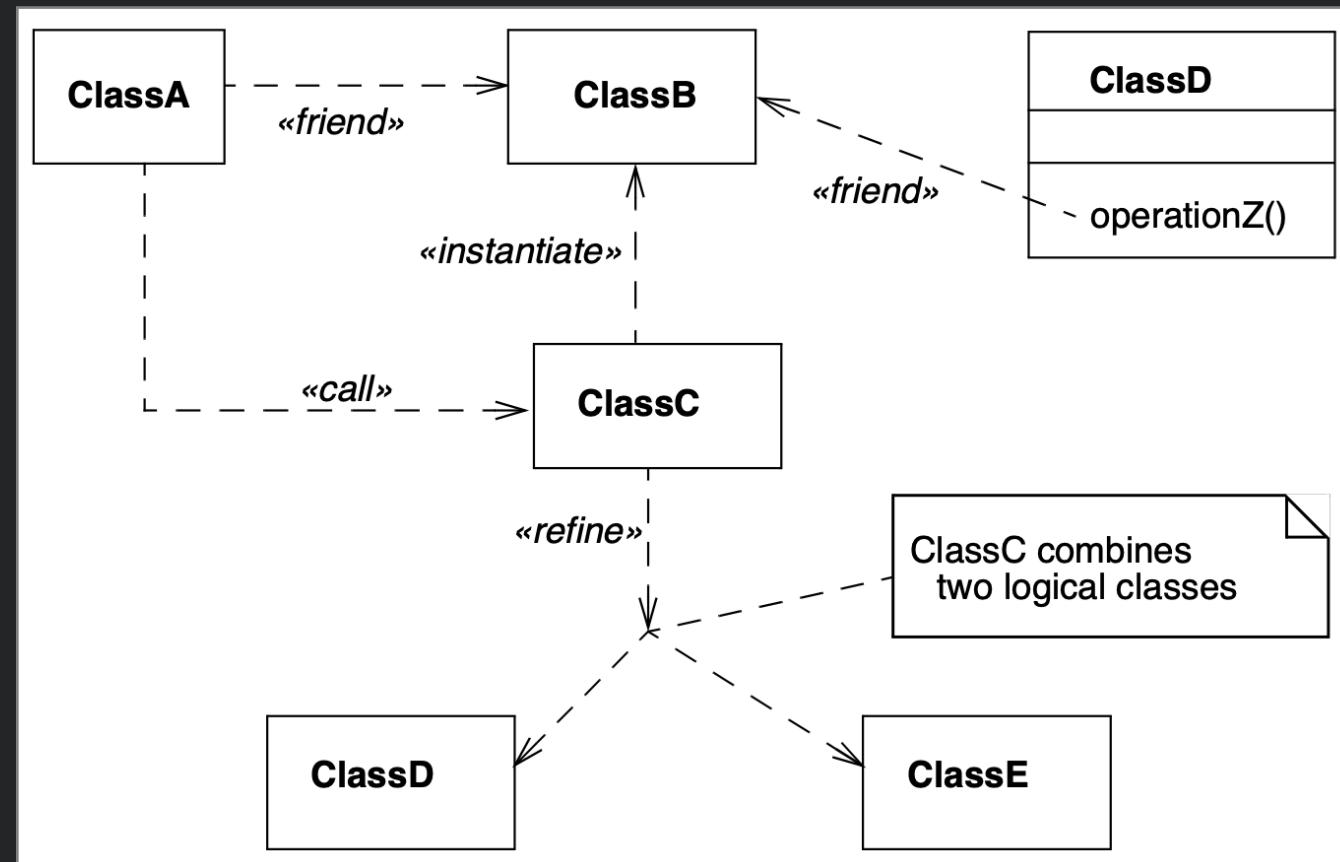 ClassA
«friend»
ClassB
ClassD
«friend»
operationZ()
«instantiate»
«call»
ClassC
«refine»
ClassC combines
two logical classes
ClassD
ClassE